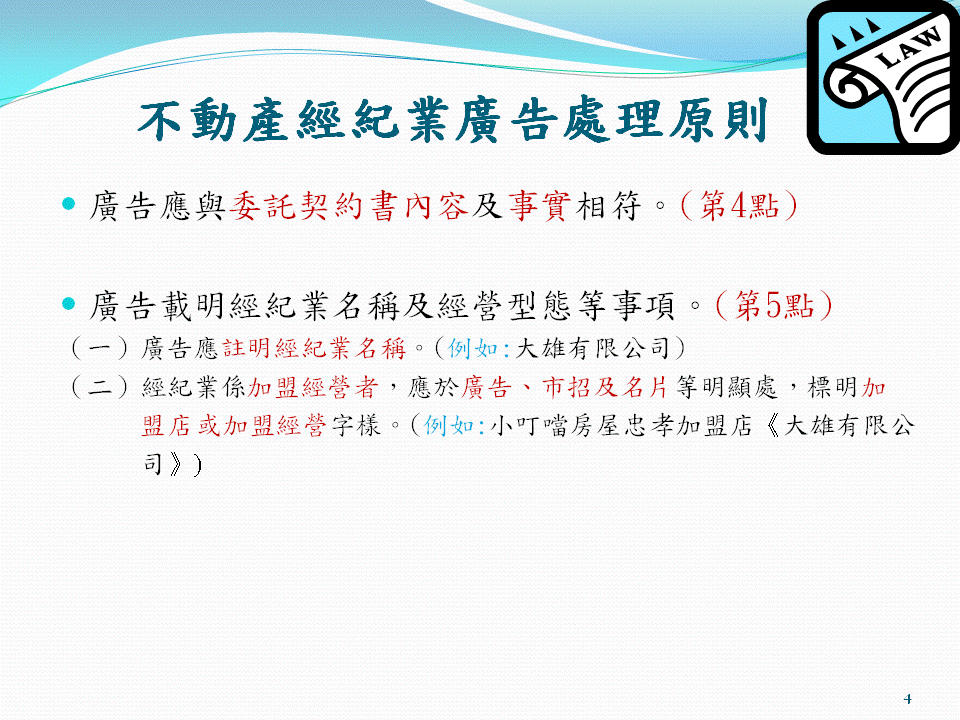 LAW
不動產經紀業廣告處理原則
• 廣告應與委託契約書內容及事實相符。(第4點)
• 廣告載明經紀業名稱及經營型態等事項。(第5點)
(一)廣告應註明經紀業名稱。(例如:大雄有限公司)
(二)經紀業係加盟經營者，應於廣告、市招及名片等明顯處，標明加
盟店或加盟經營字樣。(例如:小叮噹房屋忠孝加盟店《大雄有限公
司》)
4